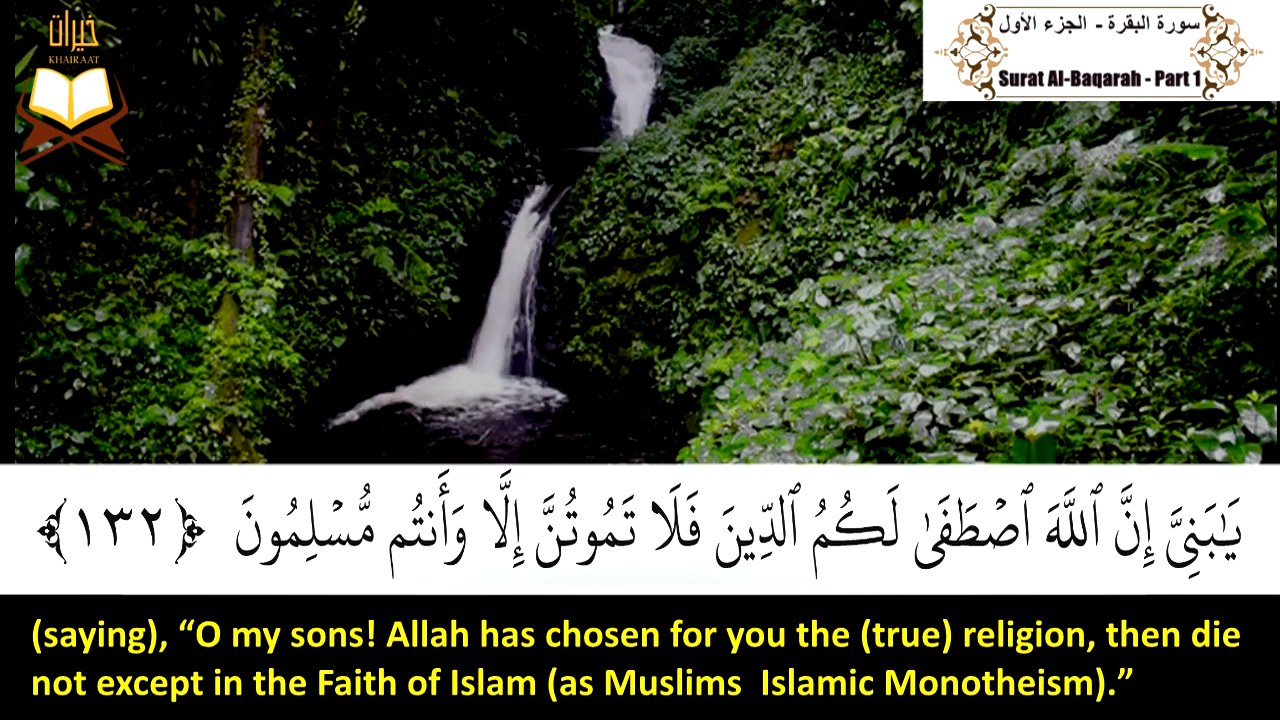 خيرات
KHAIRAAT
سورة البقرة - الجزء الأول
Surat Al-Baqarah - Part 1
يَـٰبَنِىَّ إِنَّ ٱللَّهَ ٱصْطَفَىٰ لَكُمُ ٱلدِّينَ فَلَا تَمُوتُنَّ إِلَّا وَأَنتُم مُّسْلِمُونَ ﴿١٣٢﴾
(saying), “O my sons! Allah has chosen for you the (true) religion, then die
not except in the Faith of Islam (as Muslims  Islamic Monotheism).”